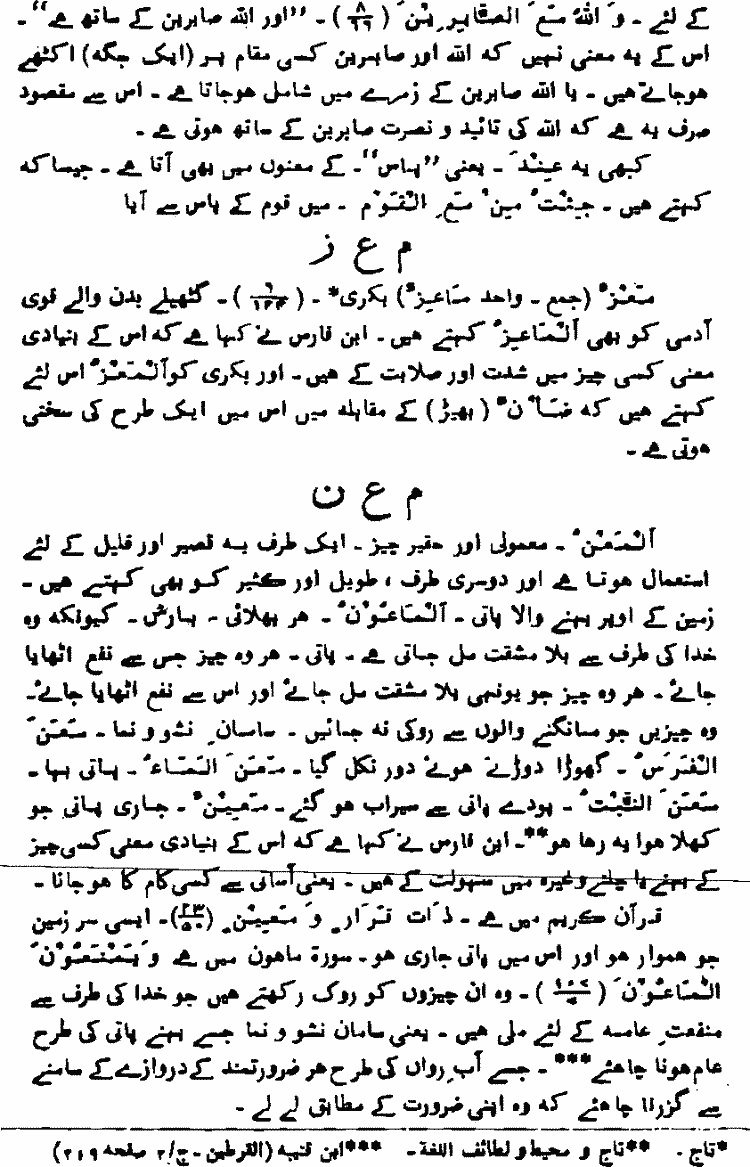 کے لئے ۔ وَ اللّٰہُ مَعَ الصّٰبِرِیْنَ (۸/۶۶) ۔ ''اور اللہ صابرین کے ساتھ ہے''۔
اس کے یہ معنی نہیں کہ اللہ اور صابرین کسی مقام پر (ایک جگہ) اکٹھے
ہوجاتے ہیں ۔ یا اللہ صابرین کے زمرے میں شامل ہوجاتا ہے ۔ اس سے مقصود
صرف یہ ہے کہ اللہ کی تائید و نصرت صابرین کے ساتھ ہوتی ہے ۔
کبھی یہ عِنْدَ ۔ یعنی ''پاس''۔ کے معنوں میں بھی آتا ہے ۔ جیسا کہ
کہتے ہیں ۔ جِئْتُ مِنْ مَعِ الْقَوْمِ ۔ میں قوم کے پاس سے آیا
م ع ز
مَعْزٌ (جمع ۔ واحد مَاعِزٌ) بکری* ۔ (۶/۱۴۴) ۔ گٹھیلے بدن والے قوی
آدمی کو بھی اَلْمَاعِزُ کہتے ہیں ۔ ابن فارس نے کہا ہے کہ اس کے بنیادی
معنی کسی چیز میں شدت اور صلابت کے ہیں ۔ اور بکری کو اَلْمَعْزُ اس لئے
کہتے ہیں کہ ضَأْنٌ (بھیڑ) کے مقابلہ میں اس میں ایک طرح کی سختی
ہوتی ہے ۔
م ع ن
اَلْمَعْنُ ۔ معمولی اور حقیر چیز ۔ ایک طرف یہ قصیر اور قلیل کے لئے
استعمال ہوتا ہے اور دوسری طرف ، طویل اور کثیر کو بھی کہتے ہیں ۔
زمین کے اوپر بہنے والا پانی ۔ اَلْمَاعُوْنُ ۔ ہر بھلائی ۔ بارش ۔ کیونکہ وہ
خدا کی طرف سے بلا مشقت مل جاتی ہے ۔ پانی ۔ ہر وہ چیز جس سے نفع اٹھایا
جائے ۔ ہر وہ چیز جو یونہی بلا مشقت مل جائے اور اس سے نفع اٹھایا جائے۔
وہ چیزیں جو مانگنے والوں سے روکی نہ جائیں ۔ سامانِ نشو و نما ۔ مَعَنَ
الْفَرَسُ ۔ گھوڑا دوڑتے ہوئے دور نکل گیا ۔ مَعَنَ الْمَاءُ ۔ پانی بہا ۔
مَعَنَ النَّبْتُ ۔ پودے پانی سے سیراب ہو گئے ۔ مَعِیْنٌ ۔ جاری پانی جو
کھلا ہوا بہ رہا ہو** ۔ ابن فارس نے کہا ہے کہ اس کے بنیادی معنی کسی چیز
کے بہنے یا چلنے وغیرہ میں سہولت کے ہیں ۔ یعنی آسانی سے کسی کام کا ہوجانا ۔
قرآن کریم میں ہے ۔ ذَاتِ قَرَارٍ وَّ مَعِیْنٍ (۲۳/۵۰) ۔ ایسی سر زمین
جو ہموار ہو اور اس میں پانی جاری ہو ۔ سورۃ ماعون میں ہے وَیَمْنَعُوْنَ
الْمَاعُوْنَ (۱۰۷/۷) ۔ وہ ان چیزوں کو روک رکھتے ہیں جو خدا کی طرف سے
منفعتِ عامہ کے لئے ملی ہیں ۔ یعنی سامان نشو و نما جسے بہتے پانی کی طرح
عام ہونا چاہئے*** ۔ جسے آبِ رواں کی طرح ہر ضرورتمند کے دروازے کے سامنے
سے گزرنا چاہئے کہ وہ اپنی ضرورت کے مطابق لے لے ۔
*تاج ۔ **تاج و محیط و لطائف اللغۃ ۔ ***ابن قتیبہ (القرطین ۔ ج/۲ صفحہ ۲۱۹)